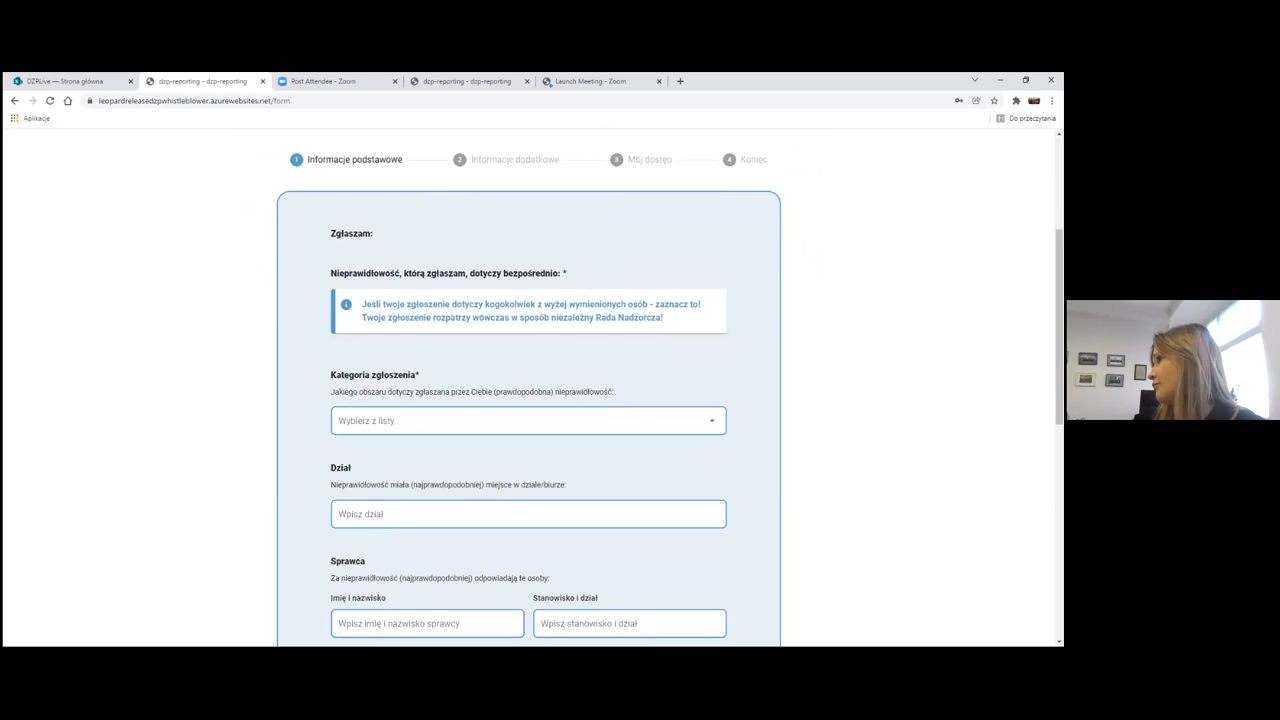 DZPLive — Strona główna
dzp-reporting - dzp-reporting
Post Attendee - Zoom
dzp-reporting - dzp-reporting
Launch Meeting - Zoom
leopardreleasedzpwhistleblower.azurewebsites.net/form
Aplikacje
Do przeczytania
1 Informacje podstawowe
2 Informacje dodatkowe
3 Mój dostęp
4 Koniec
Zgłaszam:
Nieprawidłowość, którą zgłaszam, dotyczy bezpośrednio: *
Jeśli twoje zgłoszenie dotyczy kogokolwiek z wyżej wymienionych osób - zaznacz to!
Twoje zgłoszenie rozpatrzy wówczas w sposób niezależny Rada Nadzorcza!
Kategoria zgłoszenia*
Jakiego obszaru dotyczy zgłaszana przez Ciebie (prawdopodobna) nieprawidłowość:
Wybierz z listy
Dział
Nieprawidłowość miała (najprawdopodobniej) miejsce w dziale/biurze:
Wpisz dział
Sprawca
Za nieprawidłowość (najprawdopodobniej) odpowiadają te osoby:
Imię i nazwisko
Stanowisko i dział
Wpisz imię i nazwisko sprawcy
Wpisz stanowisko i dział